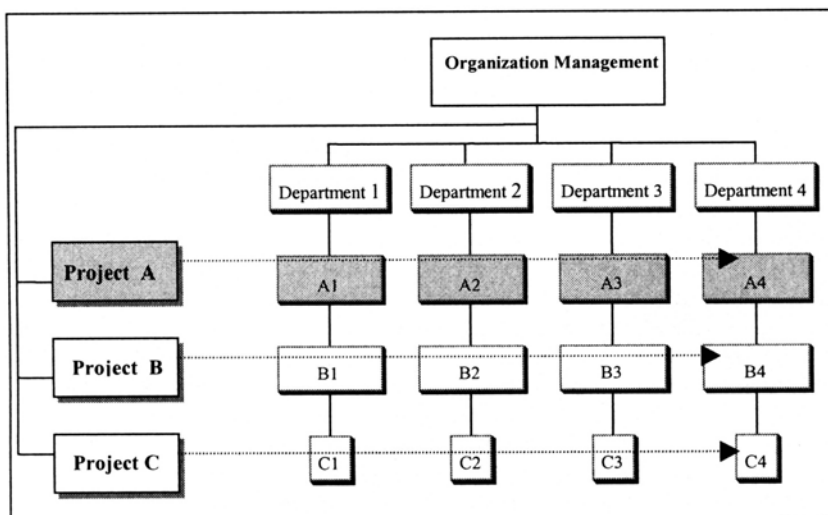 Organization Management
Department 1 Department 2 Department 3 Department 4
Project A
A1 A2 A3 A4
Project B
B1 B2 B3 B4
Project C
C1 C2 C3 C4